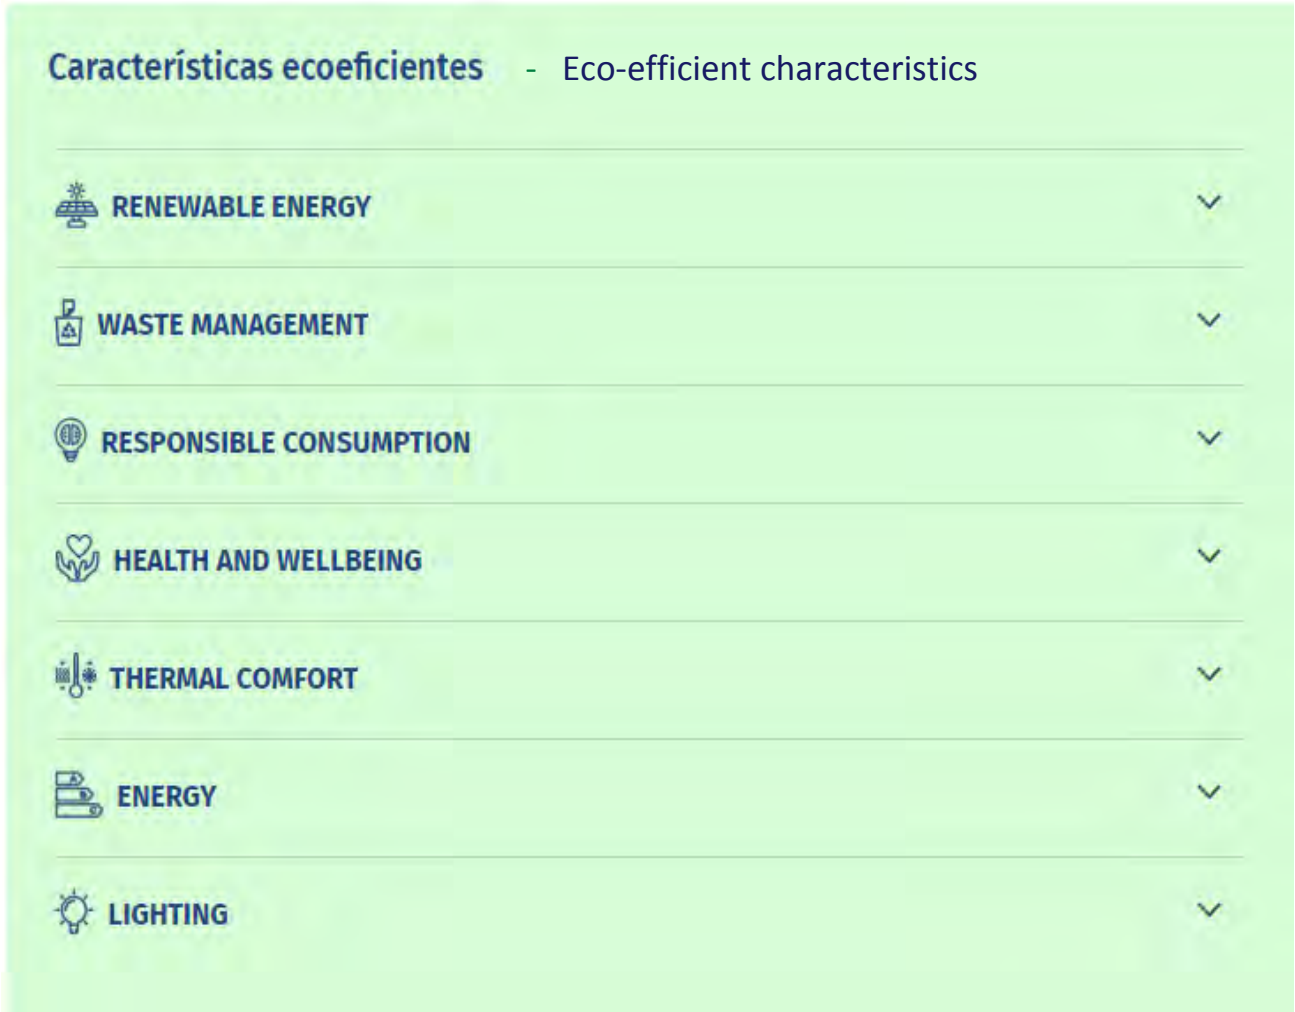 Características ecoeficientes - Eco-efficient characteristics
RENEWABLE ENERGY
WASTE MANAGEMENT
RESPONSIBLE CONSUMPTION
HEALTH AND WELLBEING
THERMAL COMFORT
ENERGY
LIGHTING